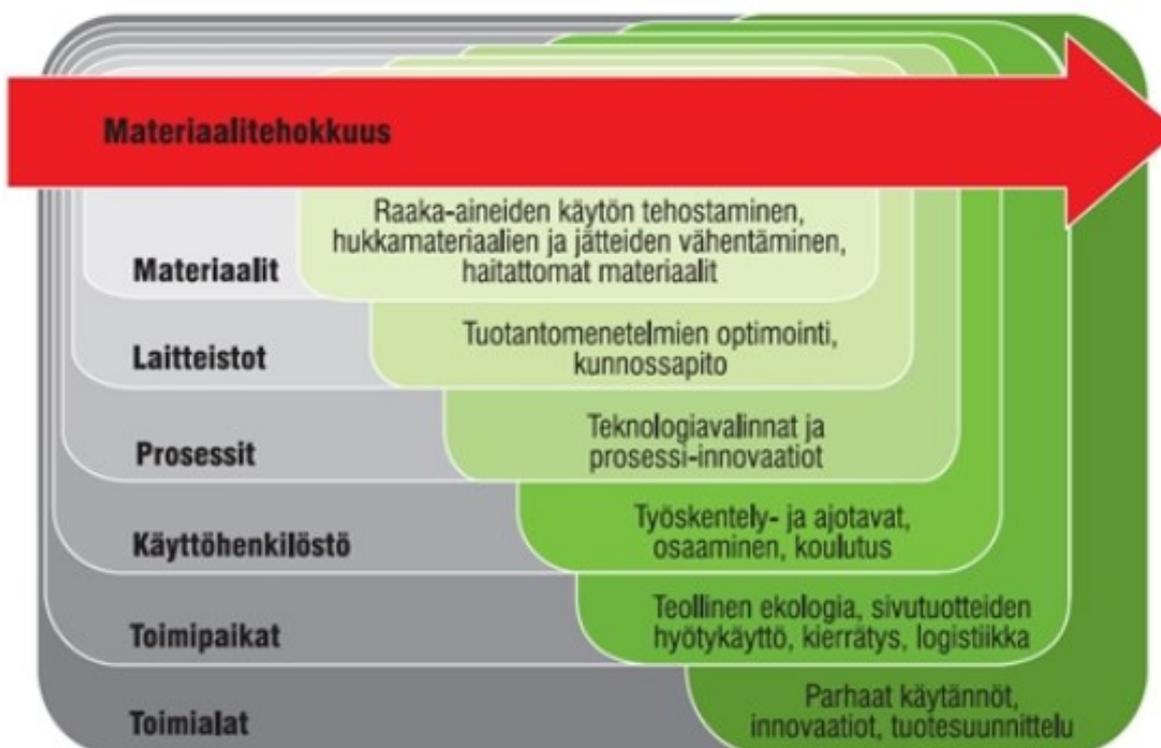 Materiaalitehokkuus
Raaka-aineiden käytön tehostaminen,
hukkamateriaalien ja jätteiden vähentäminen,
haitattomat materiaalit
Materiaalit
Tuotantomenetelmien optimointi,
kunnossapito
Laitteistot
Teknologiavalinnat ja
prosessi-innovaatiot
Prosessit
Työskentely- ja ajotavat,
osaaminen, koulutus
Käyttöhenkilöstö
Teollinen ekologia, sivutuotteiden
hyötykäyttö, kierrätys, logistiikka
Toimipaikat
Parhaat käytännöt,
innovaatiot, tuotesuunnittelu
Toimialat